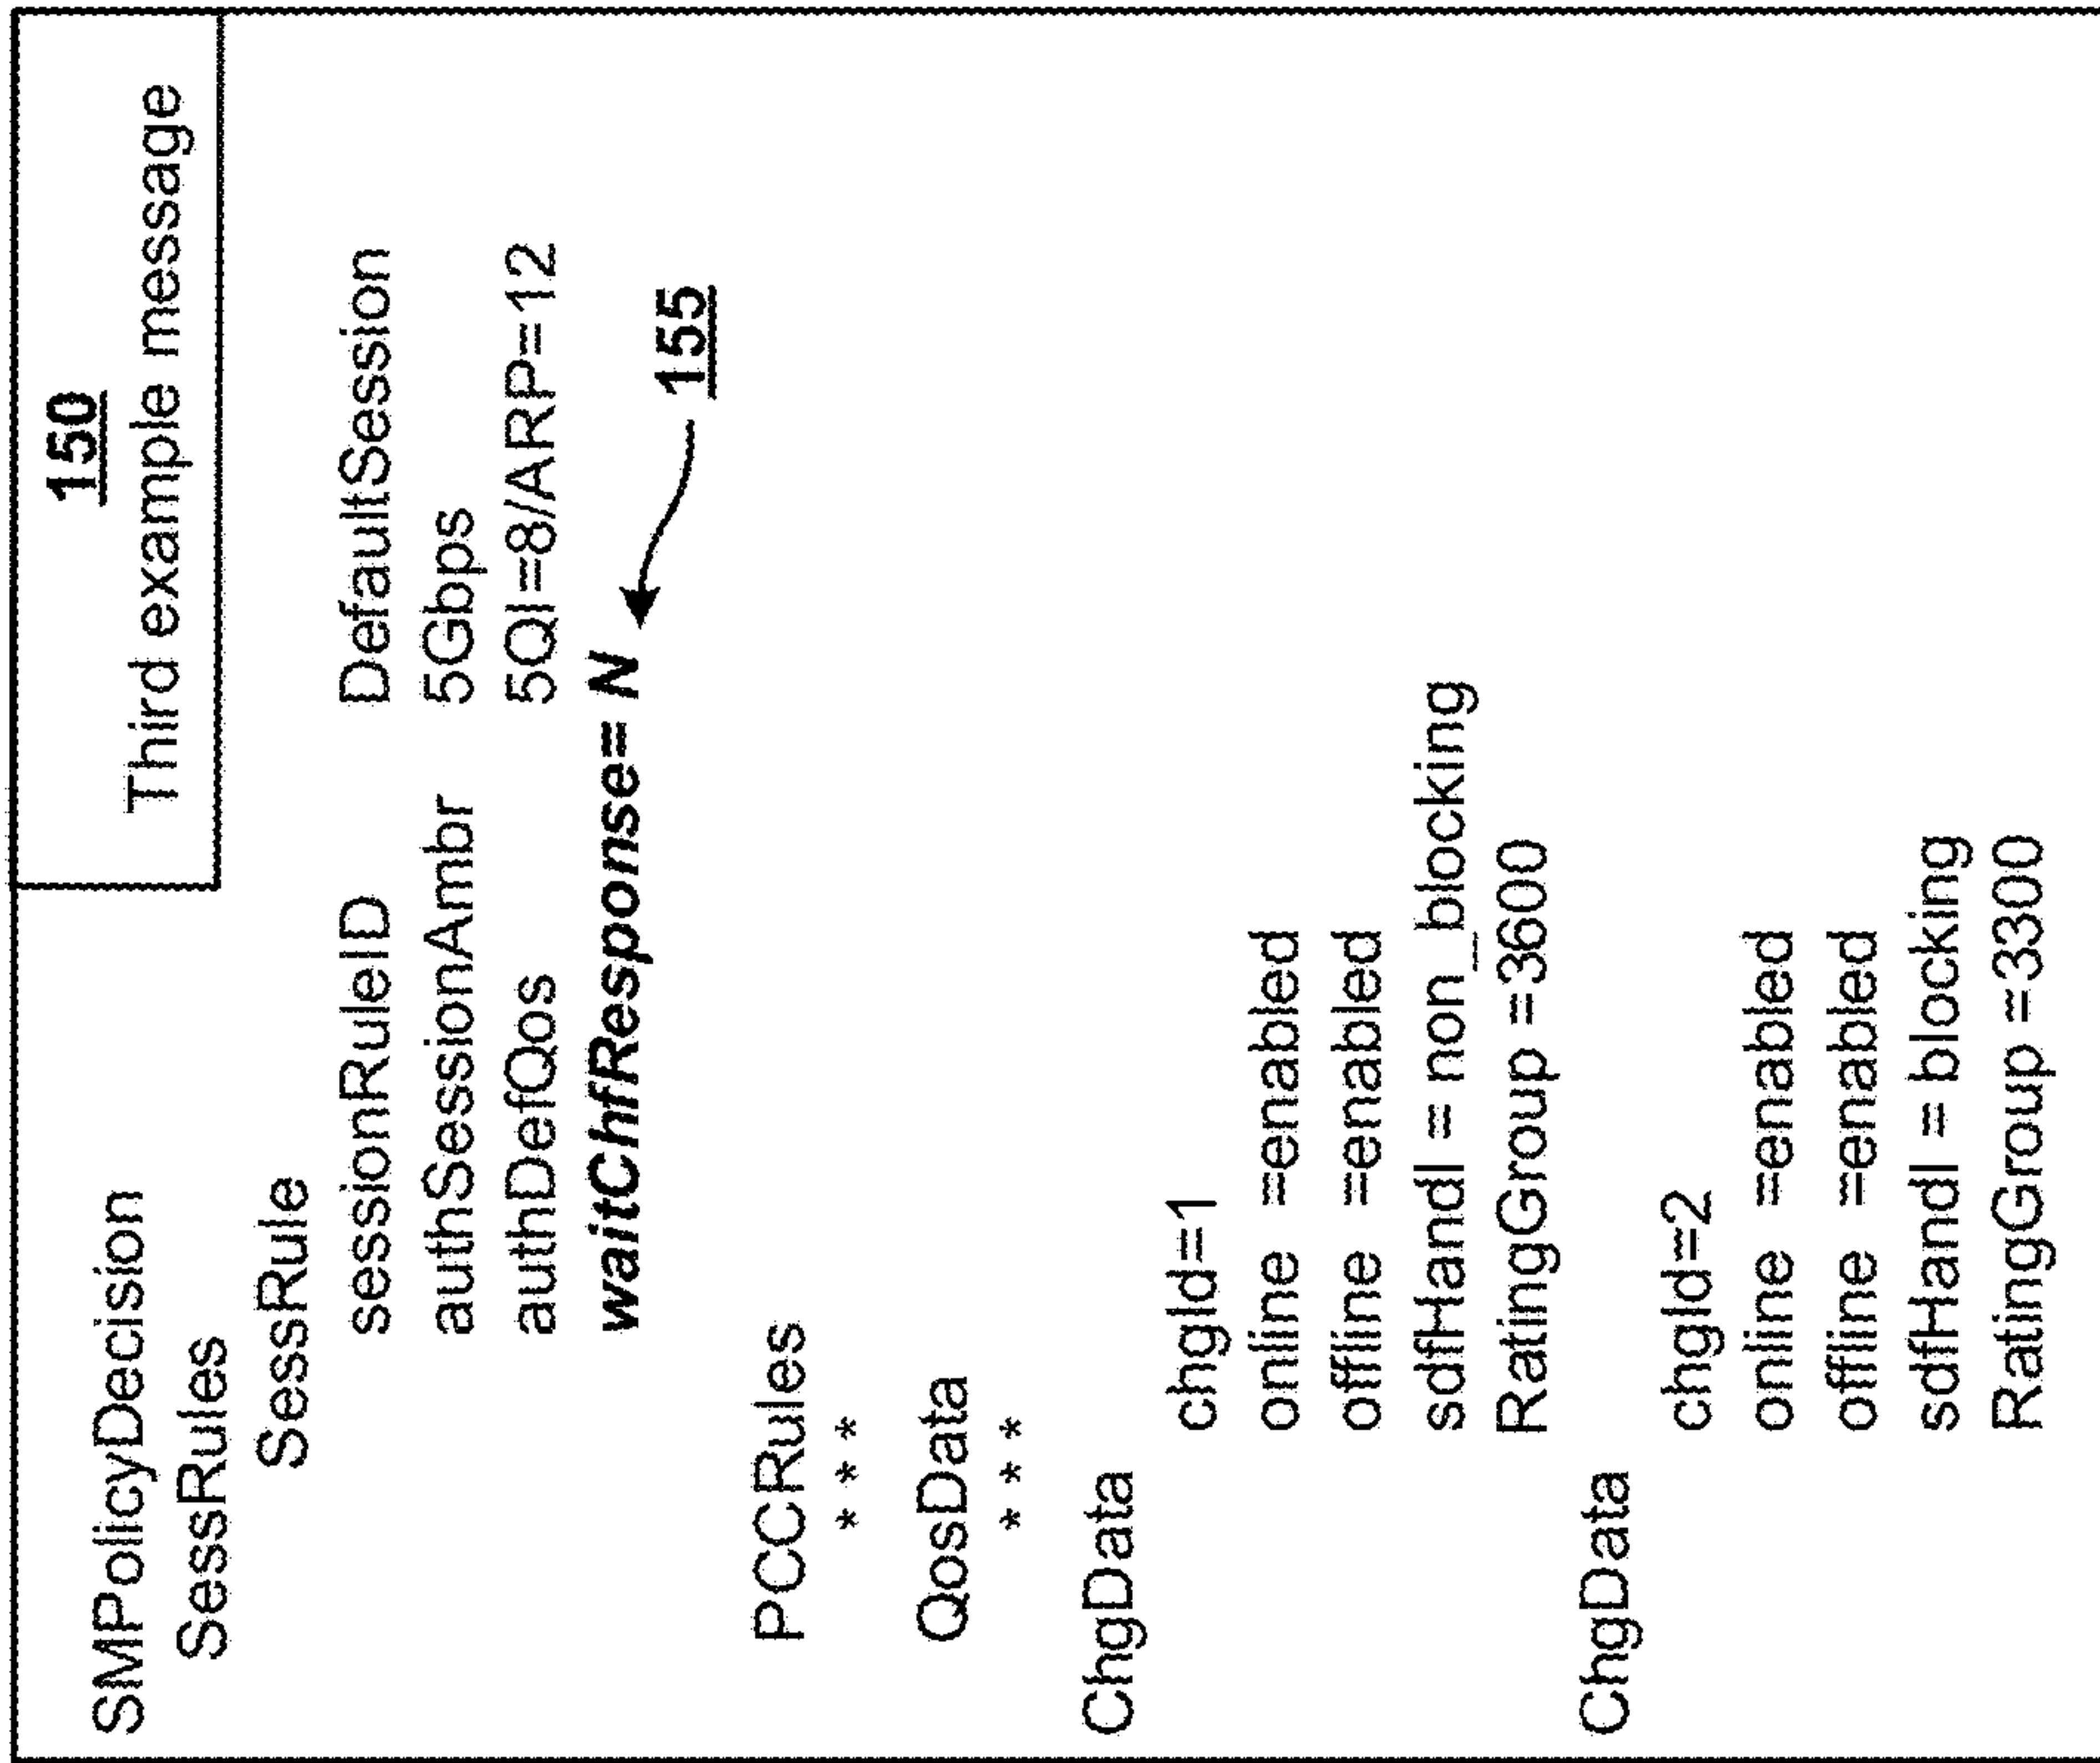 150
Third example message
SMPolicyDecision
SessRules
SessRule
sessionRuleID DefaultSession
authSessionAmbr 5Gbps
authDefQos 5QI=8/ARP=12
waitChfResponse= N
155
PCCRules
* * *
QosData
* * *
ChgData
chgId=1
online =enabled
offline =enabled
sdfHandl = non_blocking
RatingGroup =3600
ChgData
chgId=2
online =enabled
offline =enabled
sdfHandl = blocking
RatingGroup =3300